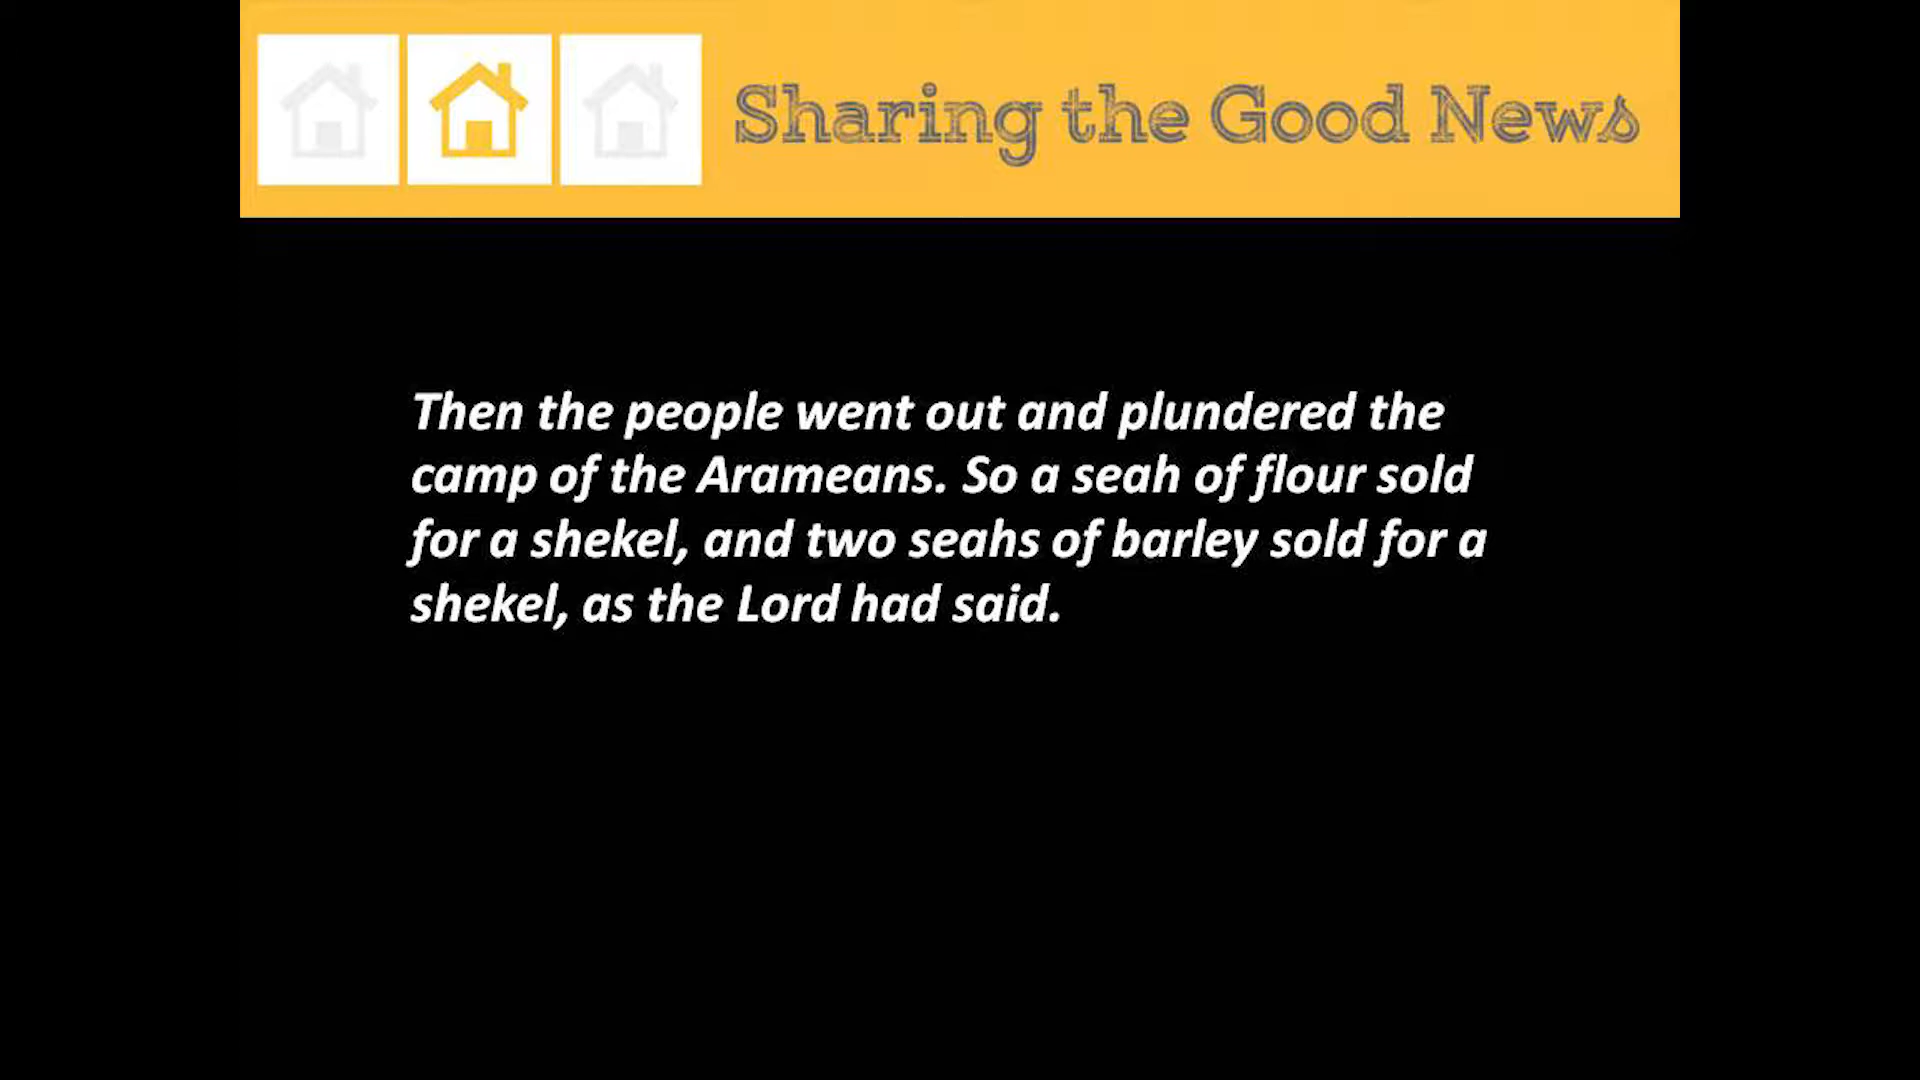 Sharing the Good News
Then the people went out and plundered the
camp of the Arameans. So a seah of flour sold
for a shekel, and two seahs of barley sold for a
shekel, as the Lord had said.